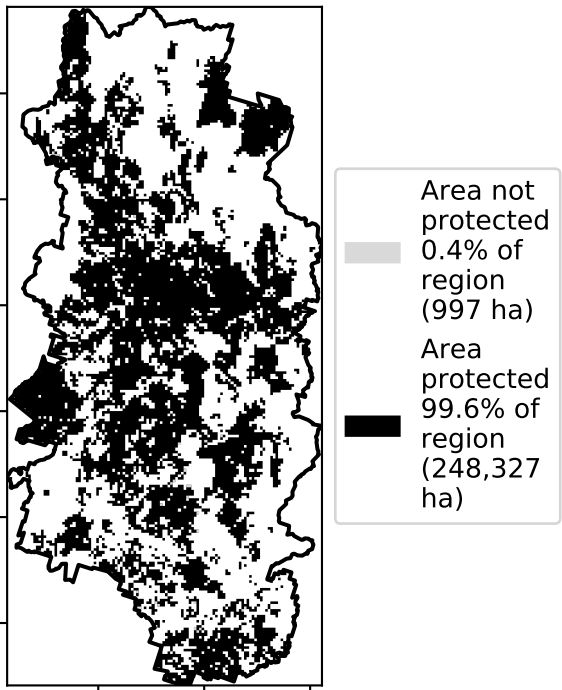 Area not
protected
0.4% of
region
(997 ha)
Area
protected
99.6% of
region
(248,327
ha)